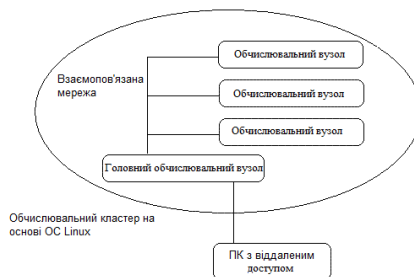 Обчислювальний вузол
Взаємопов'язана
мережа
Обчислювальний вузол
Обчислювальний вузол
Головний обчислювальний вузол
Обчислювальний кластер на
основі ОС Linux
ПК з віддаленим
доступом